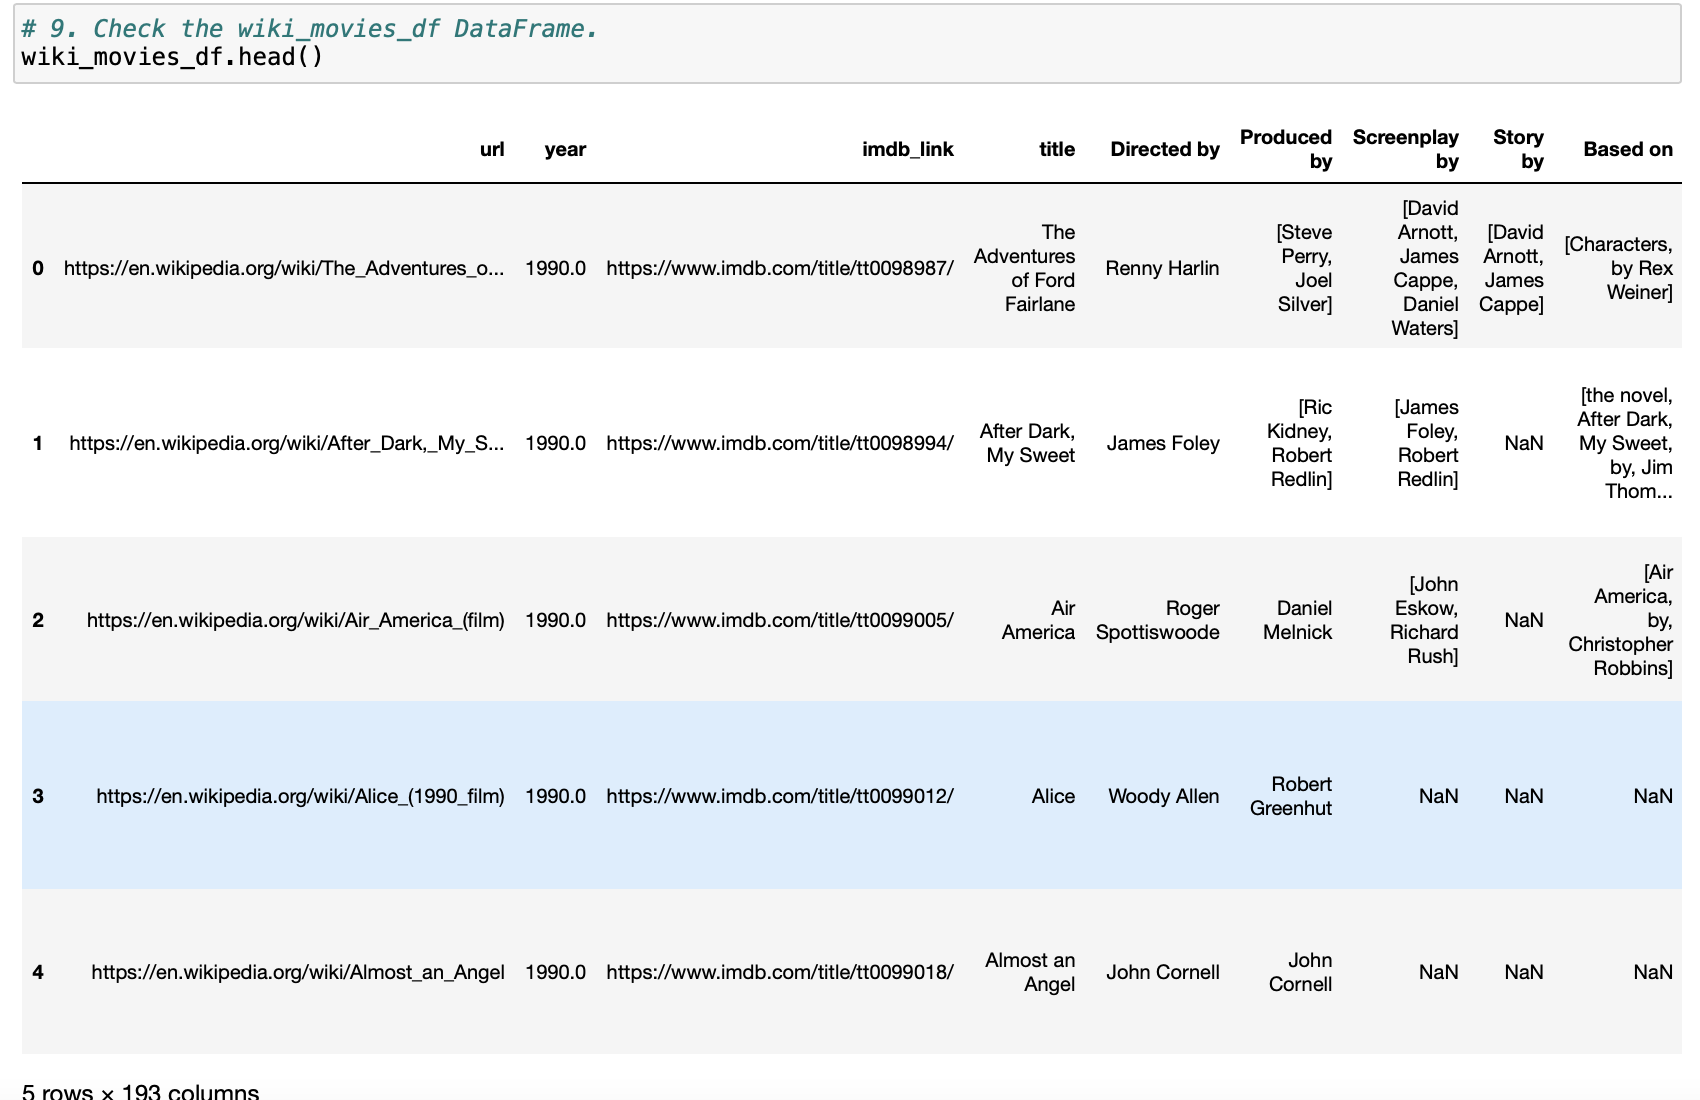 # 9. Check the wiki_movies_df DataFrame.
wiki_movies_df.head()
url year imdb_link title Directed by Produced by Screenplay by Story by Based on
0 https://en.wikipedia.org/wiki/The_Adventures_o... 1990.0 https://www.imdb.com/title/tt0098987/ The Adventures of Ford Fairlane Renny Harlin [Steve Perry, Joel Silver] [David Arnott, James Cappe, Daniel Waters] [David Arnott, James Cappe] [Characters, by Rex Weiner]
1 https://en.wikipedia.org/wiki/After_Dark,_My_S... 1990.0 https://www.imdb.com/title/tt0098994/ After Dark, My Sweet James Foley [Ric Kidney, Robert Redlin] [James Foley, Robert Redlin] NaN [the novel, After Dark, My Sweet, by, Jim Thom...
2 https://en.wikipedia.org/wiki/Air_America_(film) 1990.0 https://www.imdb.com/title/tt0099005/ Air America Roger Spottiswoode Daniel Melnick [John Eskow, Richard Rush] NaN [Air America, by, Christopher Robbins]
3 https://en.wikipedia.org/wiki/Alice_(1990_film) 1990.0 https://www.imdb.com/title/tt0099012/ Alice Woody Allen Robert Greenhut NaN NaN NaN
4 https://en.wikipedia.org/wiki/Almost_an_Angel 1990.0 https://www.imdb.com/title/tt0099018/ Almost an Angel John Cornell John Cornell NaN NaN NaN
5 rows × 193 columns